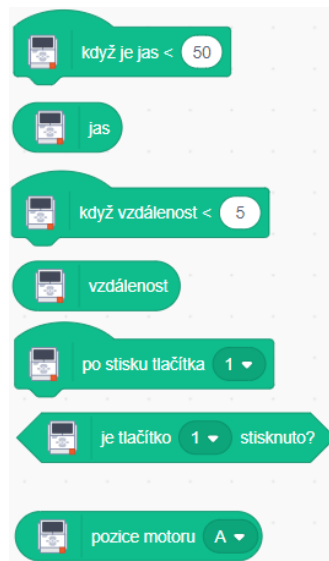 když je jas < 50
jas
když vzdálenost < 5
vzdálenost
po stisku tlačítka 1
je tlačítko 1 stisknuto?
pozice motoru A